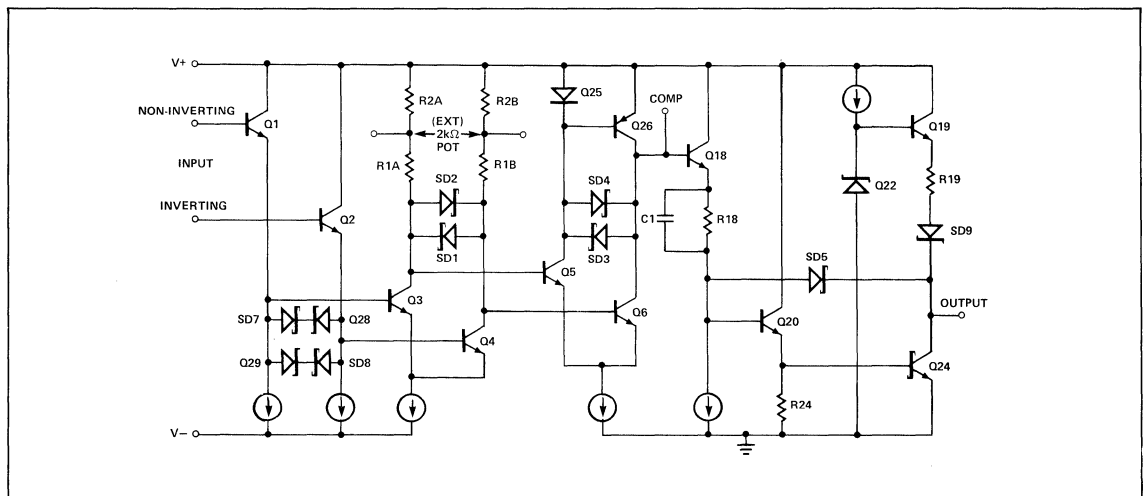 V+
NON-INVERTING
Q1
INPUT
INVERTING
Q2
R2A
R2B
(EXT)
2kΩ
POT
R1A
R1B
SD2
SD1
Q3
Q4
SD7
Q28
Q29
SD8
V−
Q25
Q26
COMP
SD4
SD3
Q5
Q6
Q18
C1
R18
SD5
Q20
R24
Q19
Q22
R19
SD9
OUTPUT
Q24